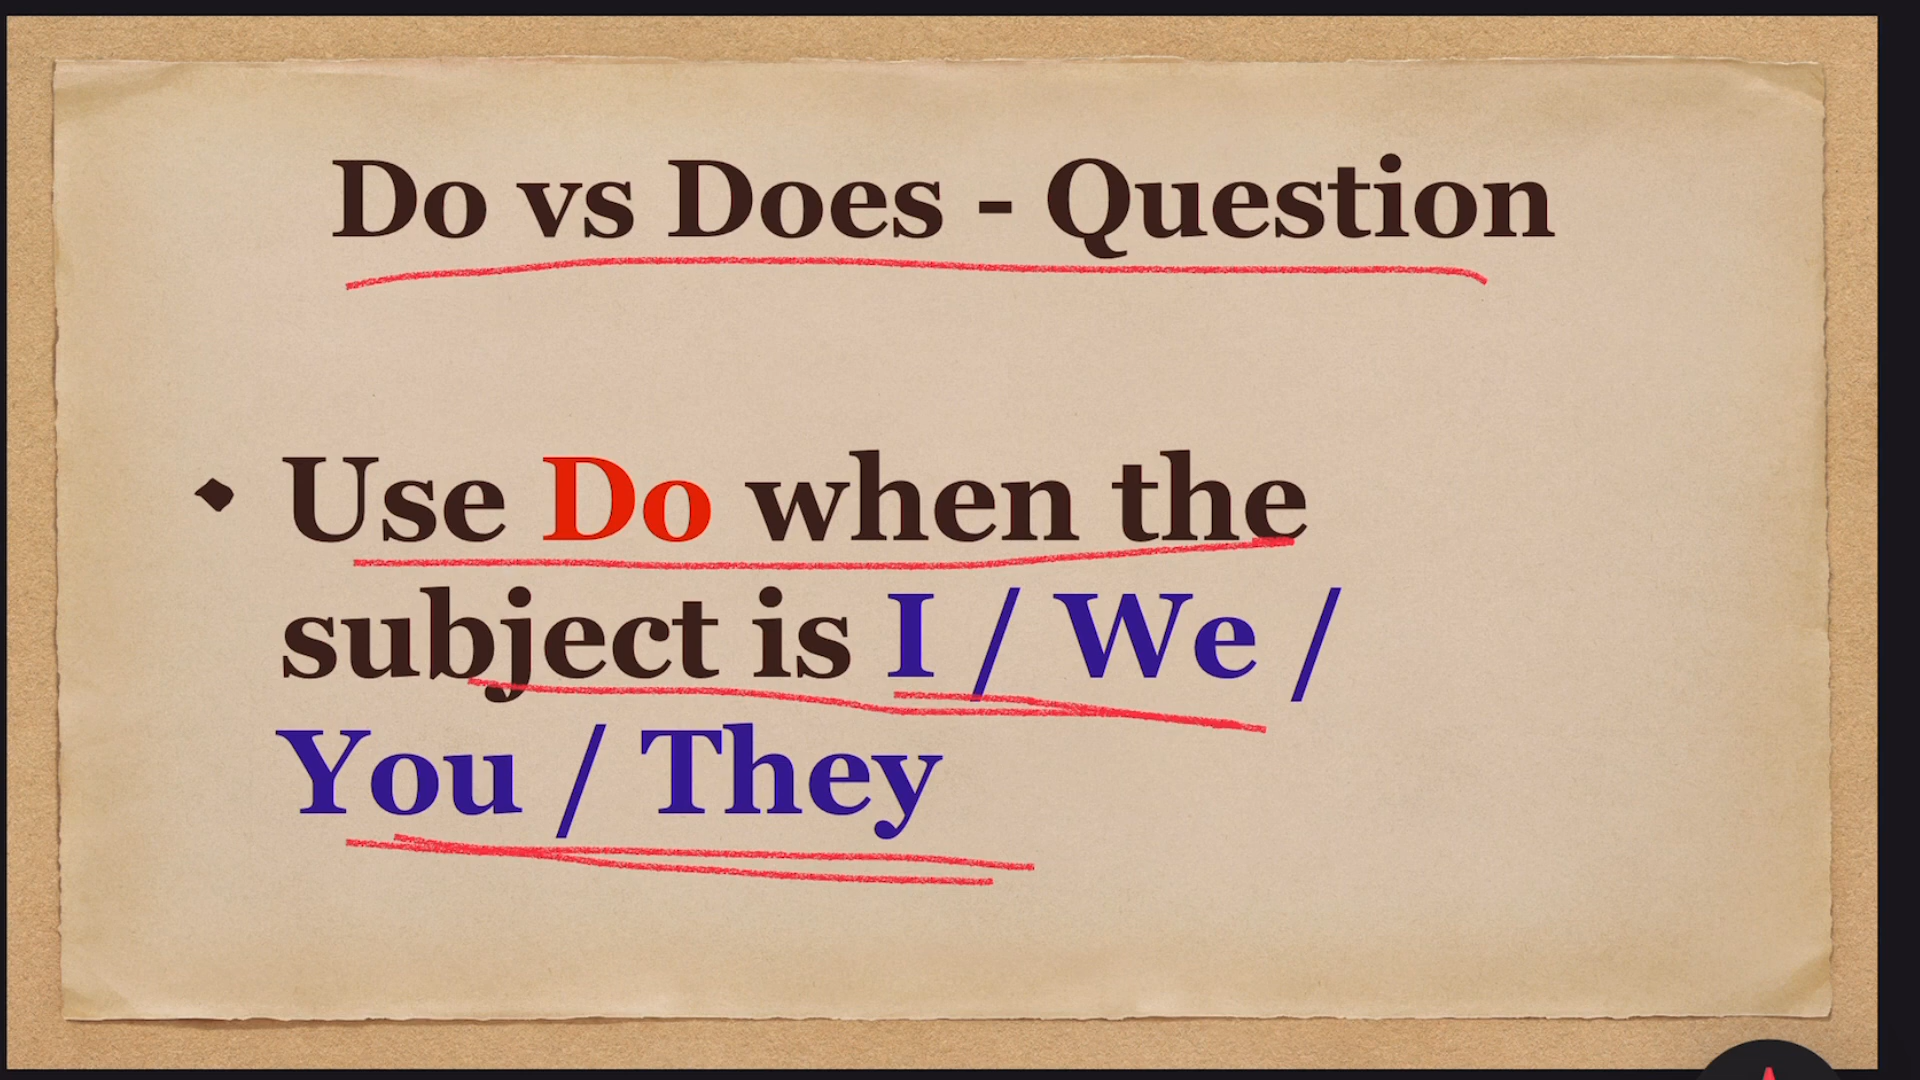 Do vs Does - Question
Use Do when the
subject is I / We /
You / They